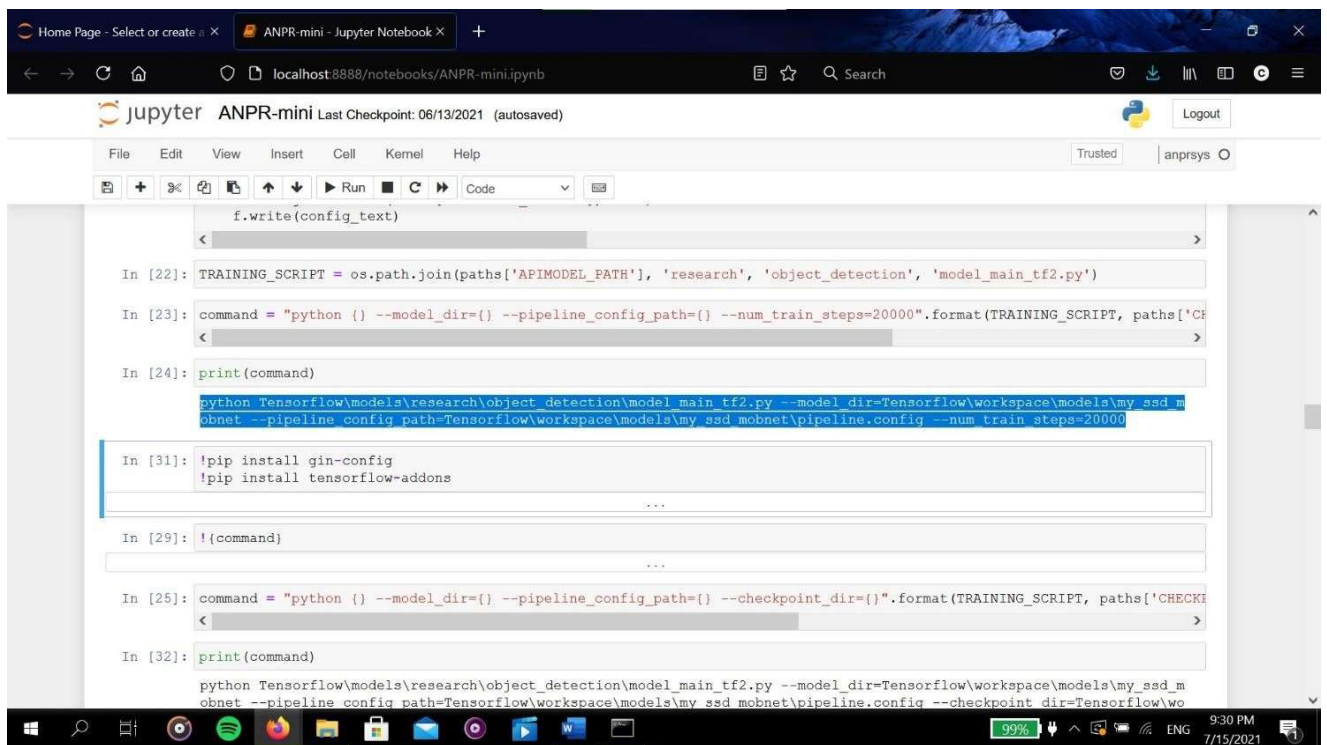 Home Page - Select or create a
ANPR-mini - Jupyter Notebook
localhost:8888/notebooks/ANPR-mini.ipynb
Search
C
jupyter ANPR-mini Last Checkpoint: 06/13/2021 (autosaved)
Logout
File Edit View Insert Cell Kernel Help
Trusted
anprsys
Run
Code
f.write(config_text)
In [22]: TRAINING_SCRIPT = os.path.join(paths['APIMODEL_PATH'], 'research', 'object_detection', 'model_main_tf2.py')
In [23]: command = "python {} --model_dir={} --pipeline_config_path={} --num_train_steps=20000".format(TRAINING_SCRIPT, paths['CH
In [24]: print(command)
python Tensorflow\models\research\object_detection\model_main_tf2.py --model_dir=Tensorflow\workspace\models\my_ssd_m
obnet --pipeline_config_path=Tensorflow\workspace\models\my_ssd_mobnet\pipeline.config --num_train_steps=20000
In [31]: !pip install gin-config
!pip install tensorflow-addons
...
In [29]: !{command}
...
In [25]: command = "python {} --model_dir={} --pipeline_config_path={} --checkpoint_dir={}".format(TRAINING_SCRIPT, paths['CHECK
In [32]: print(command)
python Tensorflow\models\research\object_detection\model_main_tf2.py --model_dir=Tensorflow\workspace\models\my_ssd_m
obnet --pipeline_config_path=Tensorflow\workspace\models\my_ssd_mobnet\pipeline.config --checkpoint_dir=Tensorflow\wo
99%
ENG
9:30 PM
7/15/2021